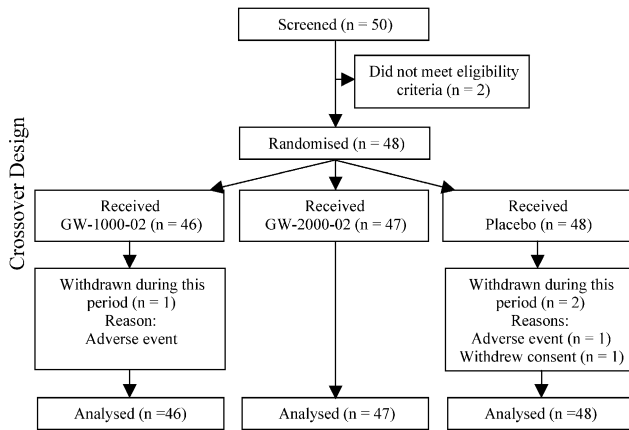 Screened (n = 50)
Did not meet eligibility
criteria (n = 2)
Randomised (n = 48)
Crossover Design
Received
GW-1000-02 (n = 46)
Received
GW-2000-02 (n = 47)
Received
Placebo (n = 48)
Withdrawn during this
period (n = 1)
Reason:
Adverse event
Withdrawn during this
period (n = 2)
Reasons:
Adverse event (n = 1)
Withdrew consent (n = 1)
Analysed (n =46)
Analysed (n = 47)
Analysed (n =48)